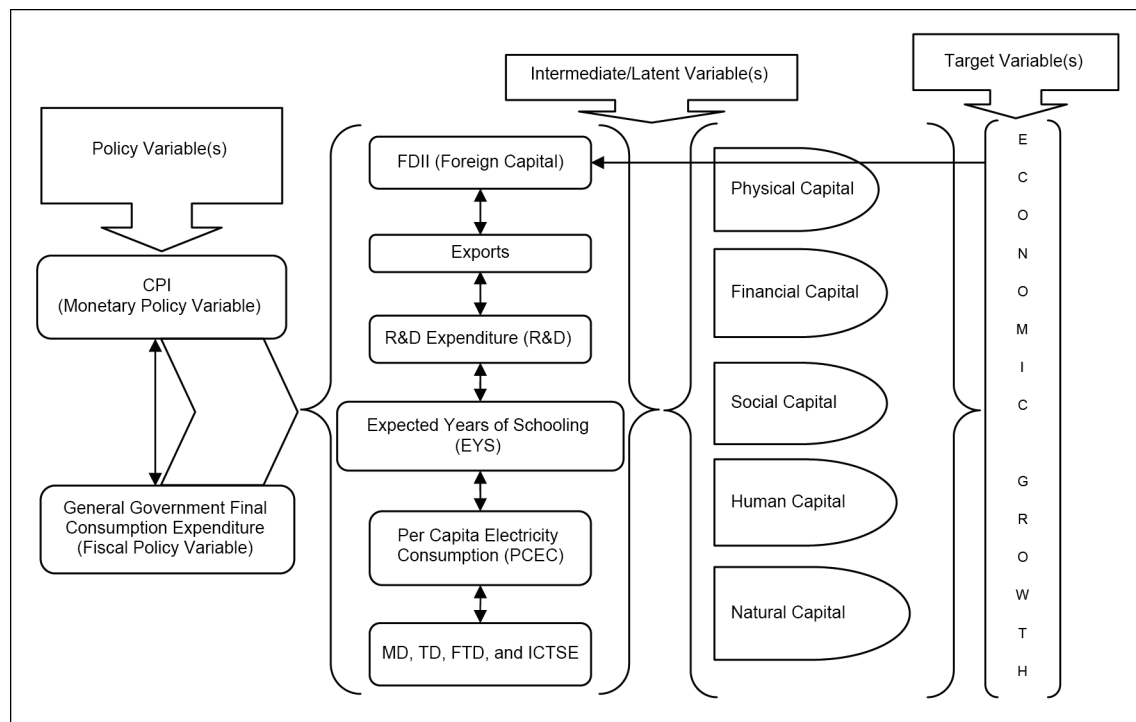 Policy Variable(s)
CPI
(Monetary Policy Variable)
General Government Final
Consumption Expenditure
(Fiscal Policy Variable)
Intermediate/Latent Variable(s)
FDII (Foreign Capital)
Exports
R&D Expenditure (R&D)
Expected Years of Schooling
(EYS)
Per Capita Electricity
Consumption (PCEC)
MD, TD, FTD, and ICTSE
Physical Capital
Financial Capital
Social Capital
Human Capital
Natural Capital
Target Variable(s)
E
C
O
N
O
M
I
C
G
R
O
W
T
H